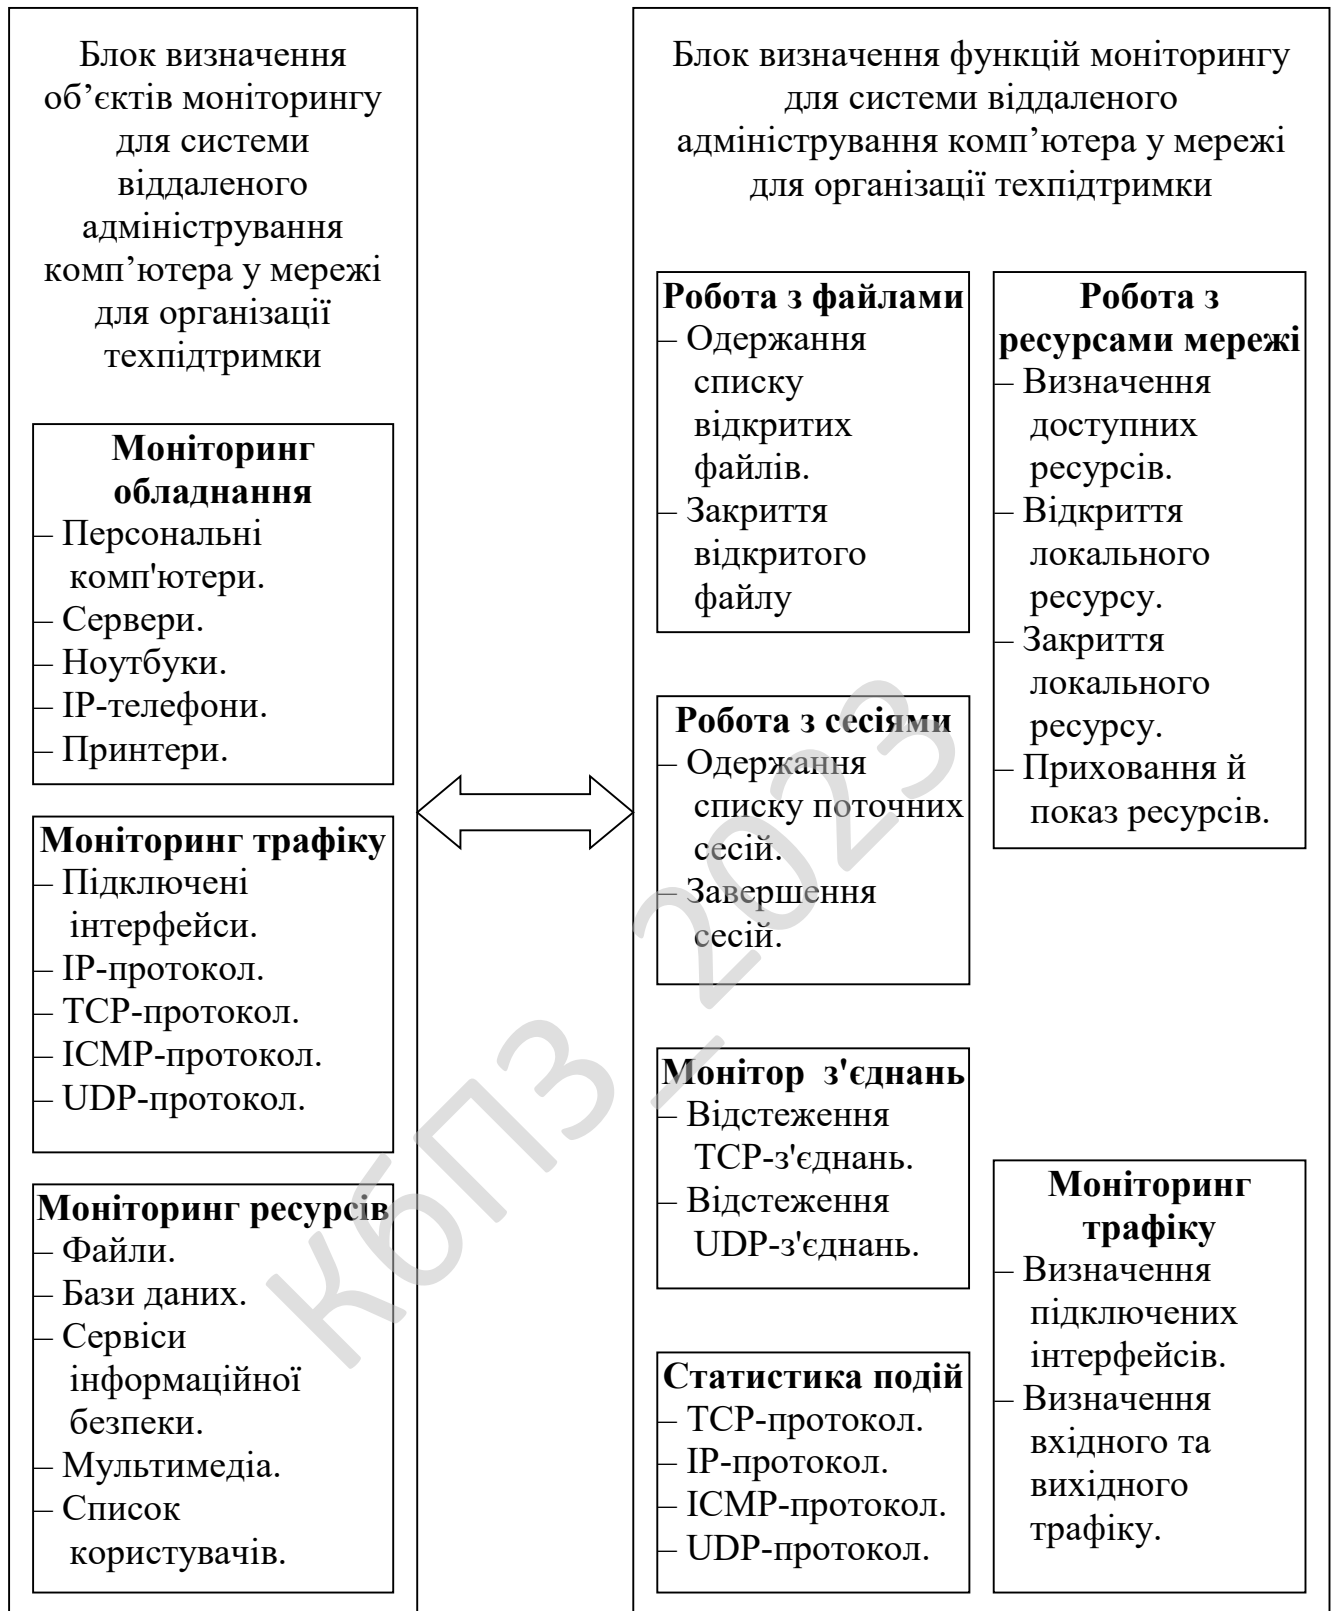 Блок визначення
об’єктів моніторингу
для системи
віддаленого
адміністрування
комп’ютера у мережі
для організації
техпідтримки
Моніторинг
обладнання
– Персональні
комп'ютери.
– Сервери.
– Ноутбуки.
– IP-телефони.
– Принтери.
Моніторинг трафіку
– Підключені
інтерфейси.
– IP-протокол.
– TCP-протокол.
– ICMP-протокол.
– UDP-протокол.
Моніторинг ресурсів
– Файли.
– Бази даних.
– Сервіси
інформаційної
безпеки.
– Мультимедіа.
– Список
користувачів.
Блок визначення функцій моніторингу
для системи віддаленого
адміністрування комп’ютера у мережі
для організації техпідтримки
Робота з файлами
– Одержання
списку
відкритих
файлів.
– Закриття
відкритого
файлу
Робота з сесіями
– Одержання
списку поточних
сесій.
– Завершення
сесій.
Монітор з'єднань
– Відстеження
TCP-з'єднань.
– Відстеження
UDP-з'єднань.
Статистика подій
– TCP-протокол.
– IP-протокол.
– ICMP-протокол.
– UDP-протокол.
Робота з
ресурсами мережі
– Визначення
доступних
ресурсів.
– Відкриття
локального
ресурсу.
– Закриття
локального
ресурсу.
– Приховання й
показ ресурсів.
Моніторинг
трафіку
– Визначення
підключених
інтерфейсів.
– Визначення
вхідного та
вихідного
трафіку.
КбПЗ_2023